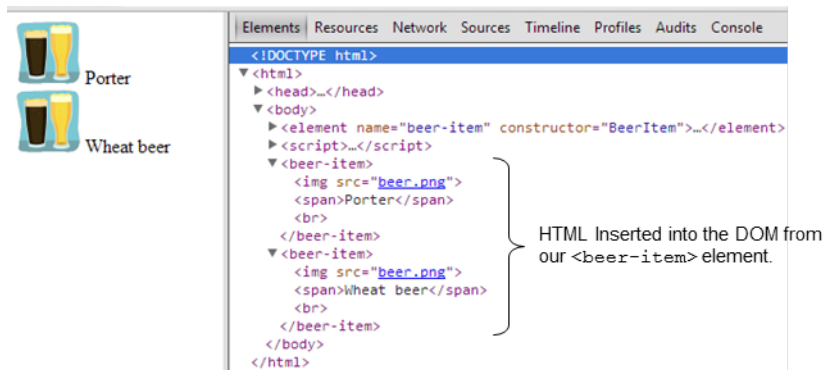 Porter
Wheat beer
Elements Resources Network Sources Timeline Profiles Audits Console
<!DOCTYPE html>
▼<html>
▶<head>…</head>
▼<body>
▶<element name="beer-item" constructor="BeerItem">…</element>
▶<script>…</script>
▼<beer-item>
<img src="beer.png">
<span>Porter</span>
<br>
</beer-item>
▼<beer-item>
<img src="beer.png">
<span>Wheat beer</span>
<br>
</beer-item>
</body>
</html>
HTML Inserted into the DOM from
our <beer-item> element.